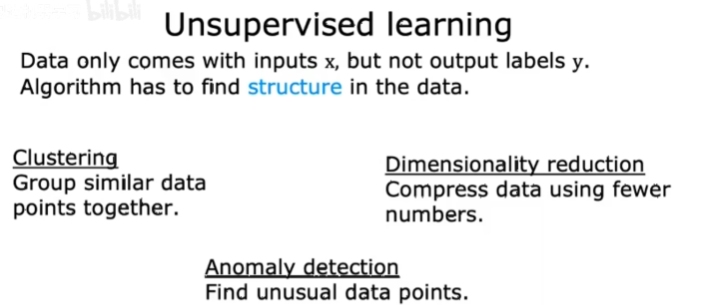 bilibili
Unsupervised learning
Data only comes with inputs x, but not output labels y.
Algorithm has to find structure in the data.
Clustering
Group similar data
points together.
Dimensionality reduction
Compress data using fewer
numbers.
Anomaly detection
Find unusual data points.